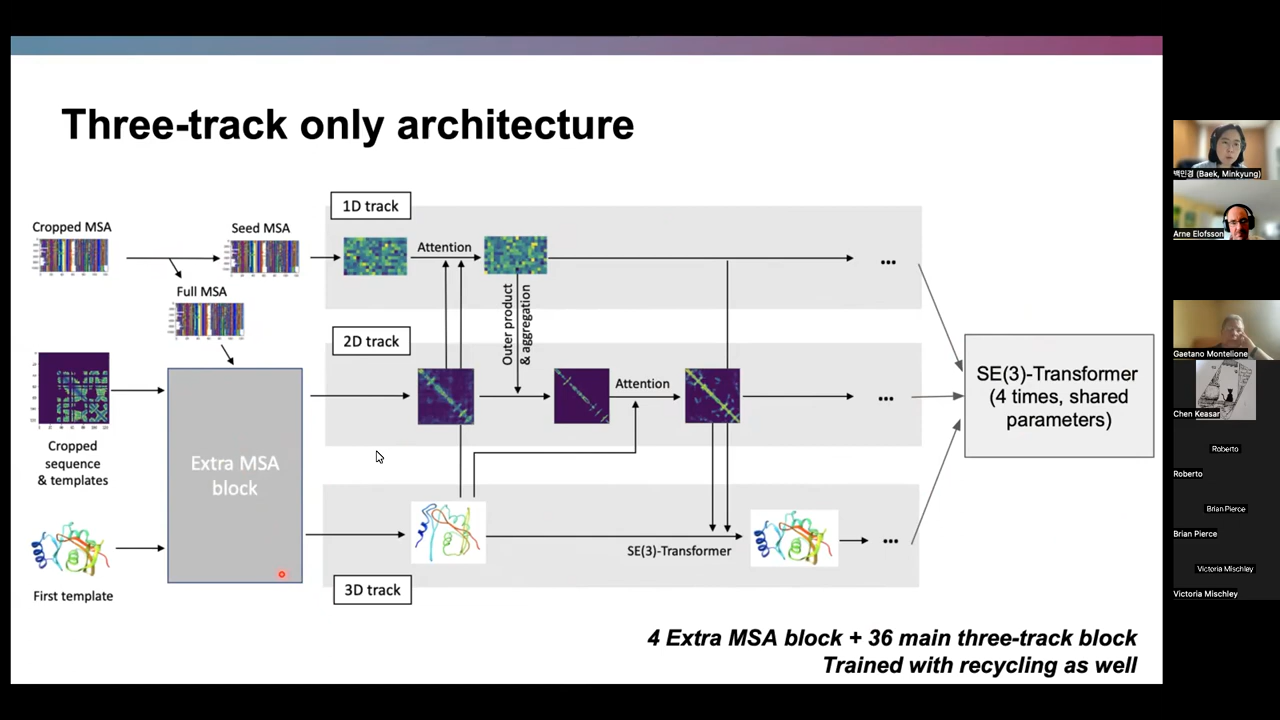 Three-track only architecture
Cropped MSA
Seed MSA
Full MSA
1D track
Attention
Outer product
& aggregation
2D track
Attention
Cropped
sequence
& templates
Extra MSA
block
First template
3D track
SE(3)-Transformer
...
...
...
SE(3)-Transformer
(4 times, shared
parameters)
4 Extra MSA block + 36 main three-track block
Trained with recycling as well
백민경 (Baek, Minkyung)
Arne Elofsson
Gaetano Montelione
Chen Keasar
Roberto
Roberto
Brian Pierce
Brian Pierce
Victoria Mischley
Victoria Mischley